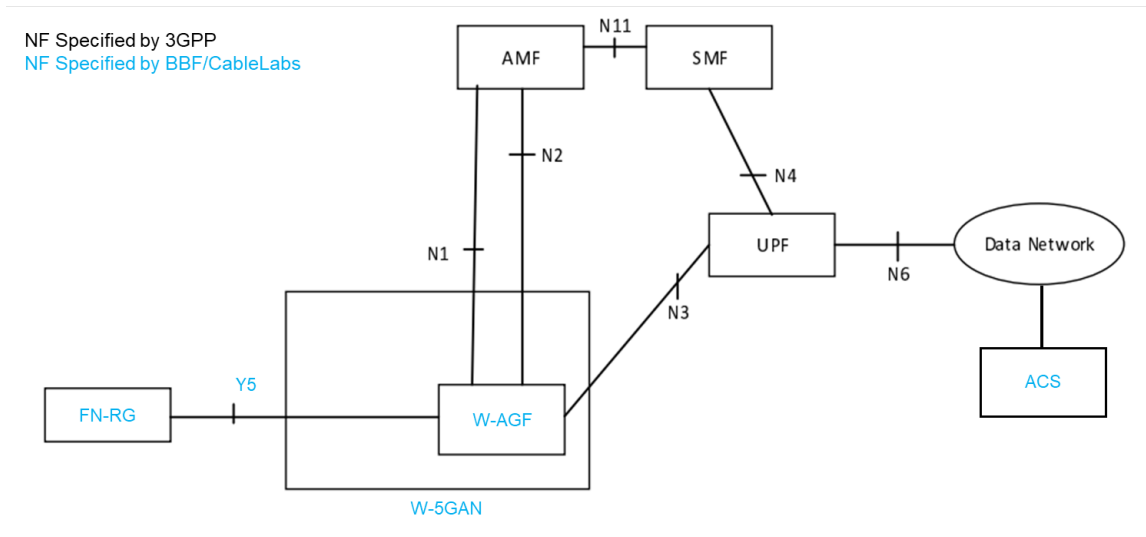 NF Specified by 3GPP
NF Specified by BBF/CableLabs
AMF
N11
SMF
N2
N4
N1
UPF
Data Network
N6
N3
Y5
FN-RG
W-AGF
ACS
W-5GAN